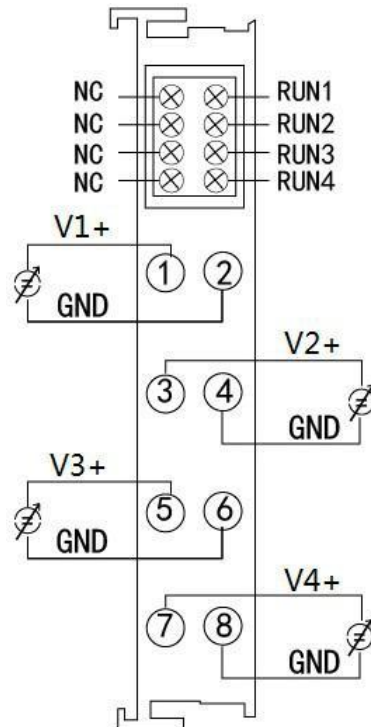 NC RUN1
NC RUN2
NC RUN3
NC RUN4
V1+
1 2
GND
V2+
3 4
GND
V3+
5 6
GND
V4+
7 8
GND